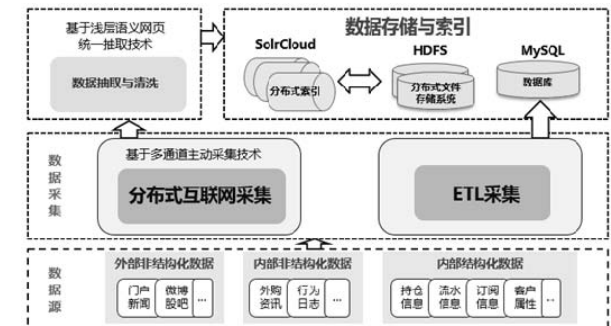 基于浅层语义网页
统一抽取技术
数据抽取与清洗
数据存储与索引
SolrCloud
HDFS
MySQL
分布式索引
分布式文件
存储系统
数据库
数据采集
基于多通道主动采集技术
分布式互联网采集
ETL采集
数据源
外部非结构化数据
内部非结构化数据
内部结构化数据
门户
新闻
微博
股吧
...
外购
资讯
行为
日志
...
持仓
信息
流水
信息
订阅
信息
客户
属性
..